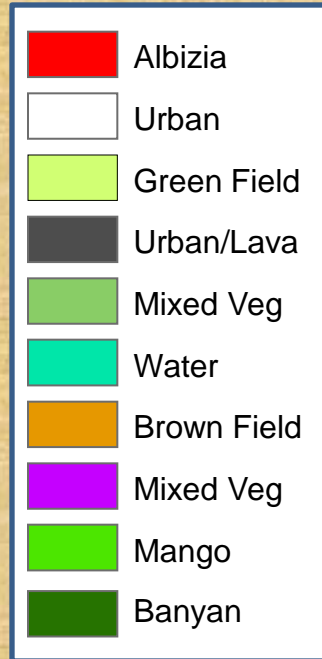 Albizia
Urban
Green Field
Urban/Lava
Mixed Veg
Water
Brown Field
Mixed Veg
Mango
Banyan